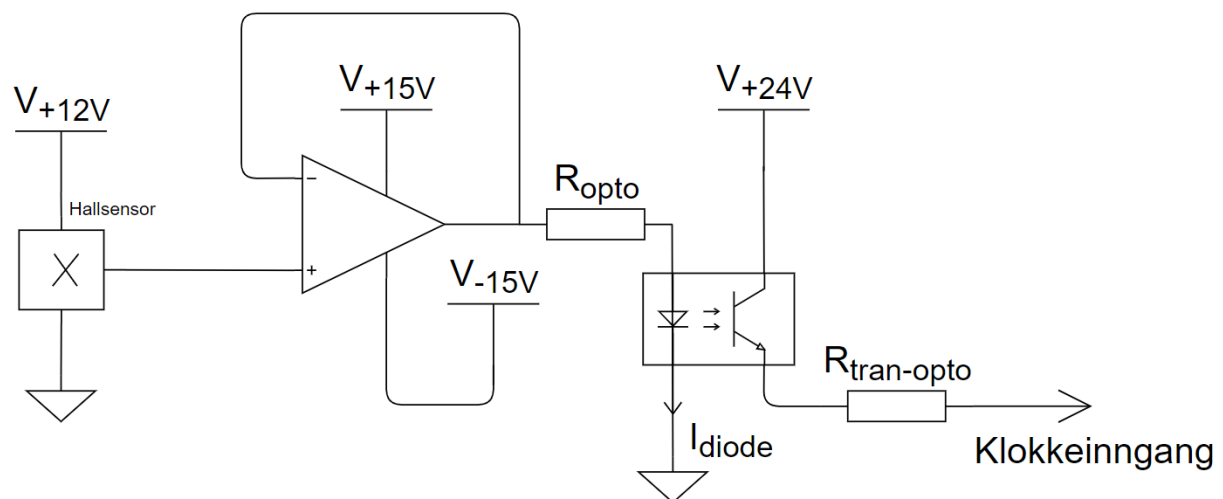 V+12V
Hallsensor
X
V+15V
−
+
V-15V
Ropto
V+24V
Idiode
Rtran-opto
Klokkeinngang